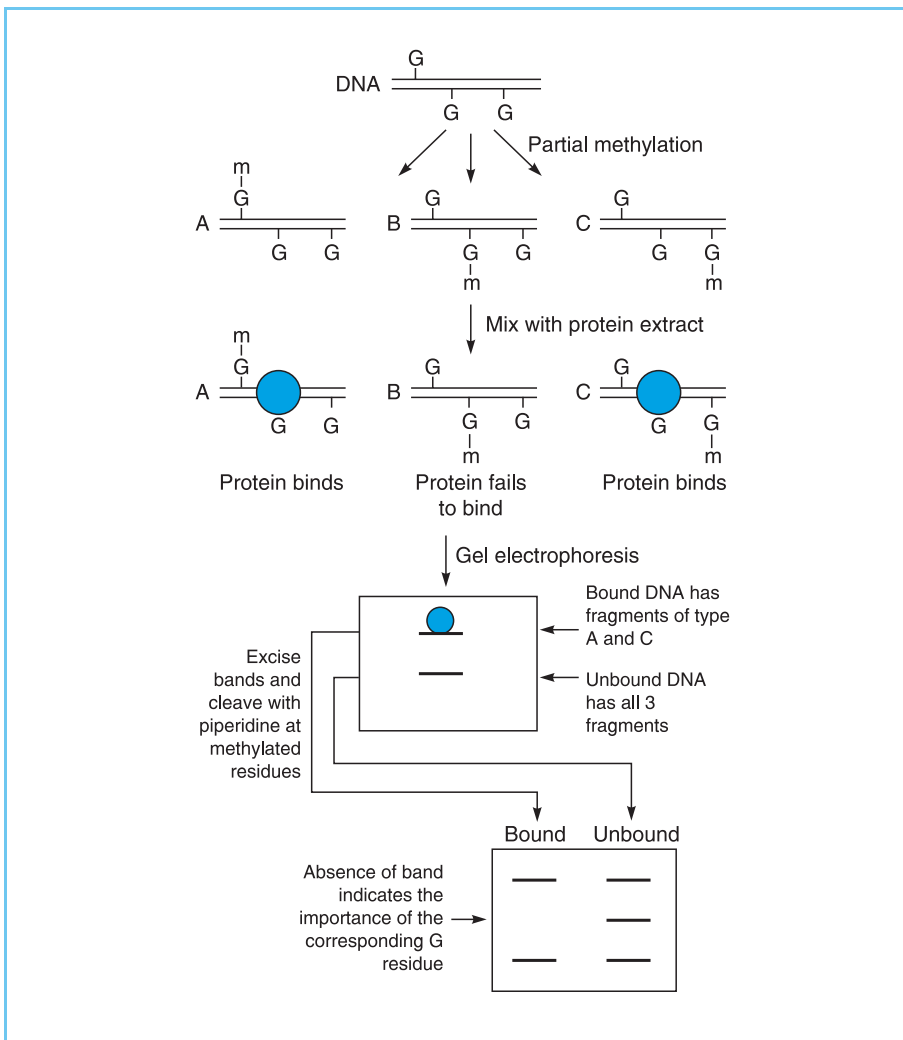 G
DNA
G G
Partial methylation
m
G
A
G G
G
B
G G
m
G
C
G G
m
Mix with protein extract
m
G
A
G G
G
B
G G
m
G
C
G G
m
Protein binds
Protein fails
to bind
Protein binds
Gel electrophoresis
Bound DNA has
fragments of type
A and C
Unbound DNA
has all 3
fragments
Excise
bands and
cleave with
piperidine at
methylated
residues
Bound Unbound
Absence of band
indicates the
importance of the
corresponding G
residue